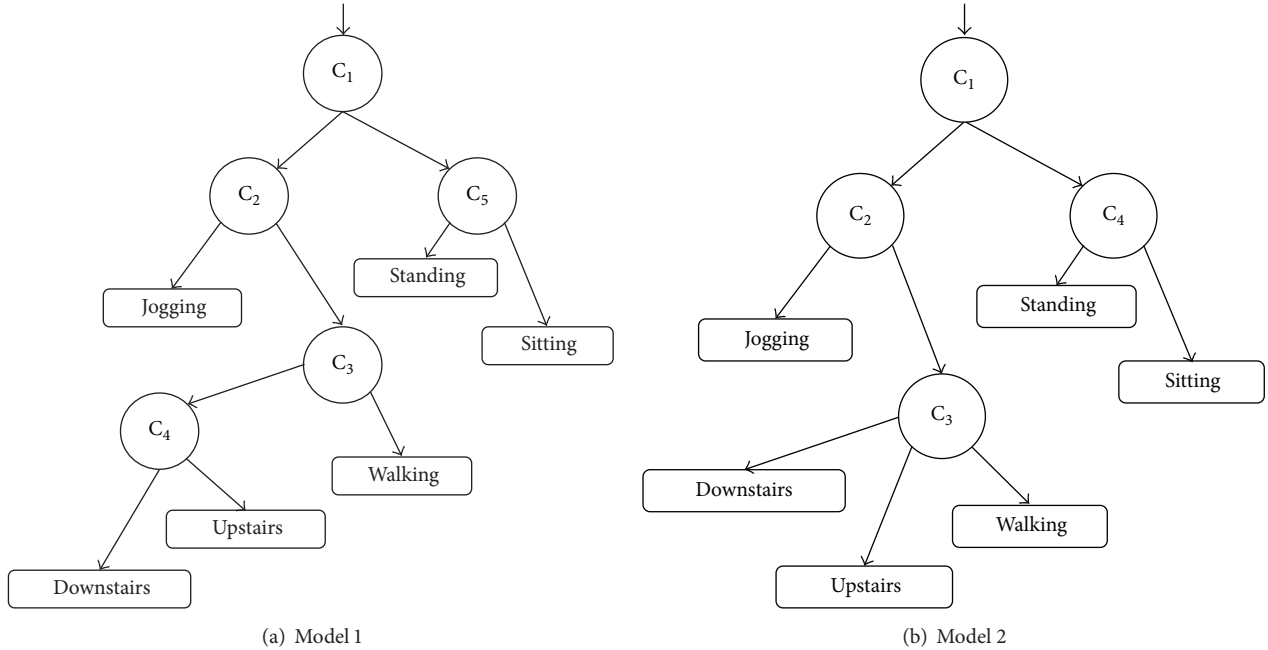 C₁
C₂
C₅
Standing
Jogging
Sitting
C₃
C₄
Walking
Upstairs
Downstairs
(a) Model 1
C₁
C₂
C₄
Standing
Jogging
Sitting
C₃
Downstairs
Walking
Upstairs
(b) Model 2